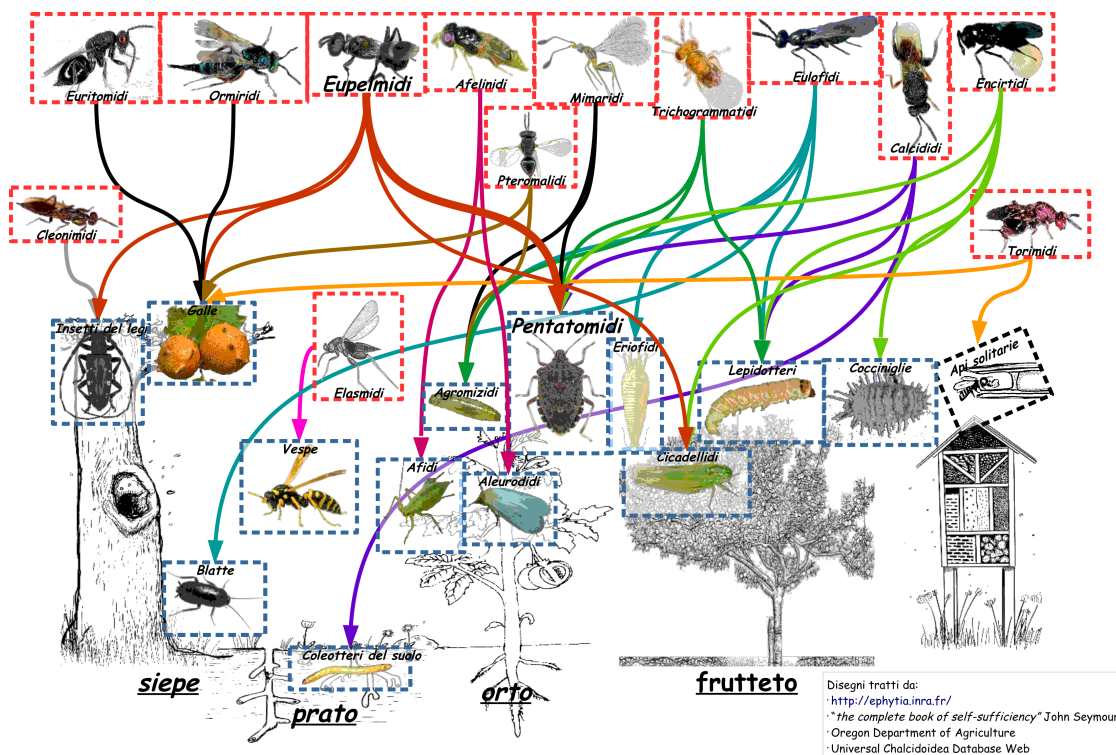 Euritomidi
Ormiridi
Eupelmidi
Afelinidi
Mimaridi
Trichogrammatidi
Eulofidi
Calcididi
Encirtidi
Pteromalidi
Cleonimidi
Torimidi
Insetti del leg
Galle
Elasmidi
Pentatomidi
Eriofidi
Agromizidi
Lepidotteri
Cocciniglie
Api solitarie
Vespe
Afidi
Aleurodidi
Cicadellidi
Blatte
Coleotteri del suolo
siepe
prato
orto
frutteto
Disegni tratti da:
· http://ephytia.inra.fr/
· "the complete book of self-sufficiency" John Seymour
· Oregon Department of Agriculture
· Universal Chalcidoidea Database Web